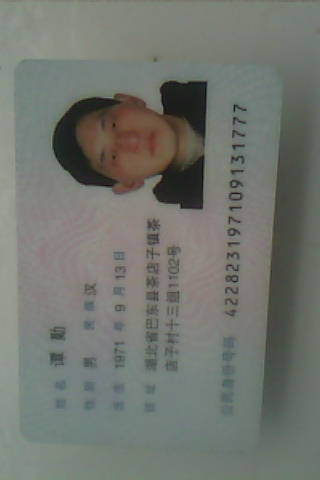 姓名 谭勋
性别 男 民族 汉
出生 1971 年 9 月 13 日
住址 湖北省巴东县茶店子镇茶
店子村十三组1102号
公民身份号码 422823197109131777